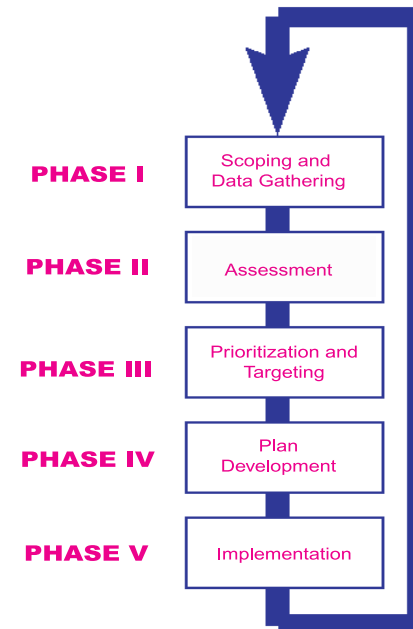 PHASE I
Scoping and
Data Gathering
PHASE II
Assessment
PHASE III
Prioritization and
Targeting
PHASE IV
Plan
Development
PHASE V
Implementation